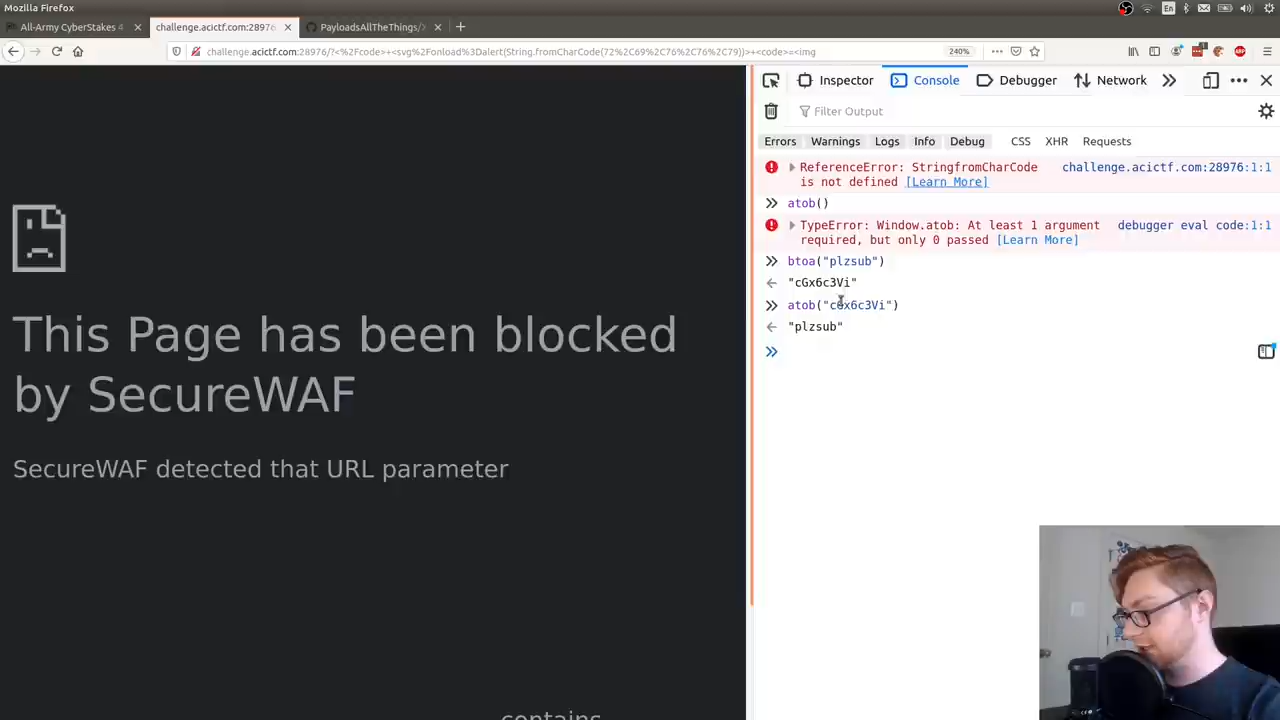 Mozilla Firefox
En
All-Army CyberStakes 4
challenge.acictf.com:28976
PayloadsAllTheThings/
challenge.acictf.com:28976/?<%2Fcode>+<svg%2Fonload%3Dalert(String.fromCharCode(72%2C69%2C76%2C76%2C79))>+<code>=<img
240%
Inspector
Console
Debugger
Network
Filter Output
Errors
Warnings
Logs
Info
Debug
CSS
XHR
Requests
ReferenceError: StringfromCharCode challenge.acictf.com:28976:1:1
is not defined [Learn More]
atob()
TypeError: Window.atob: At least 1 argument debugger eval code:1:1
required, but only 0 passed [Learn More]
btoa("plzsub")
"cGx6c3Vi"
atob("cGx6c3Vi")
"plzsub"
This Page has been blocked
by SecureWAF
SecureWAF detected that URL parameter
contains